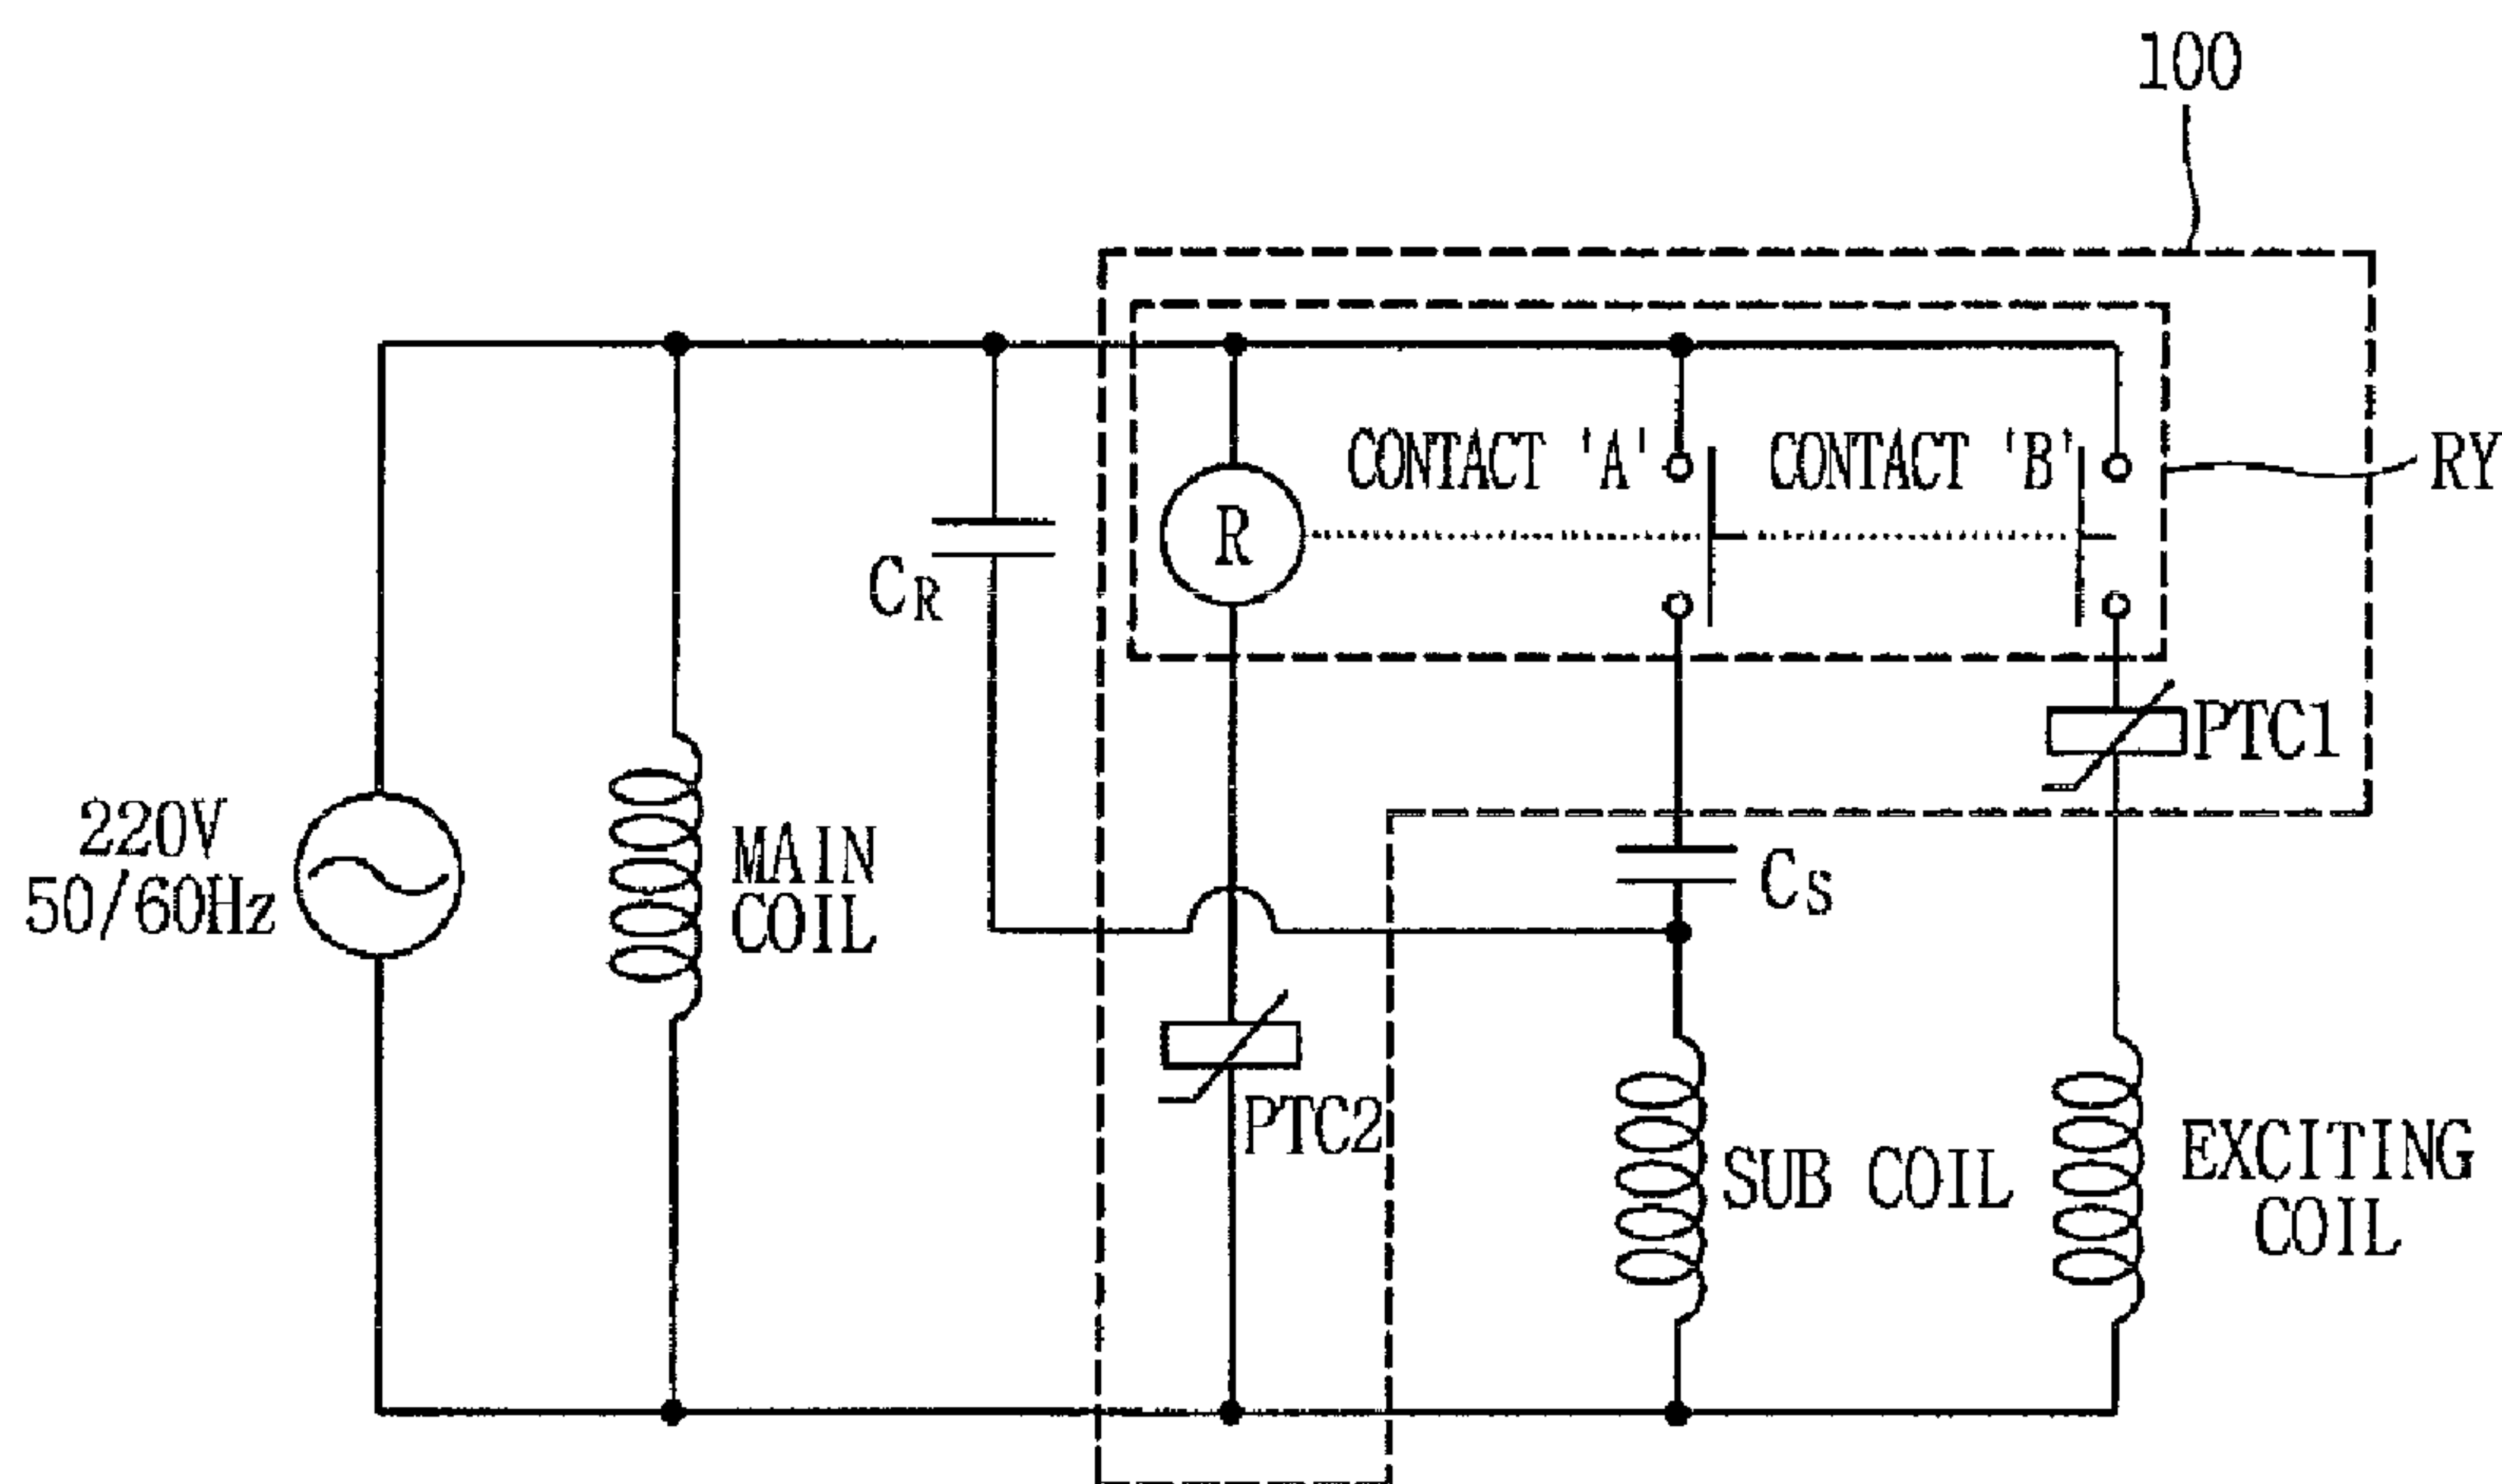 100
CONTACT 'A'
CONTACT 'B'
RY
R
CR
PTC1
220V
50/60Hz
MAIN
COIL
CS
PTC2
SUB COIL
EXCITING
COIL